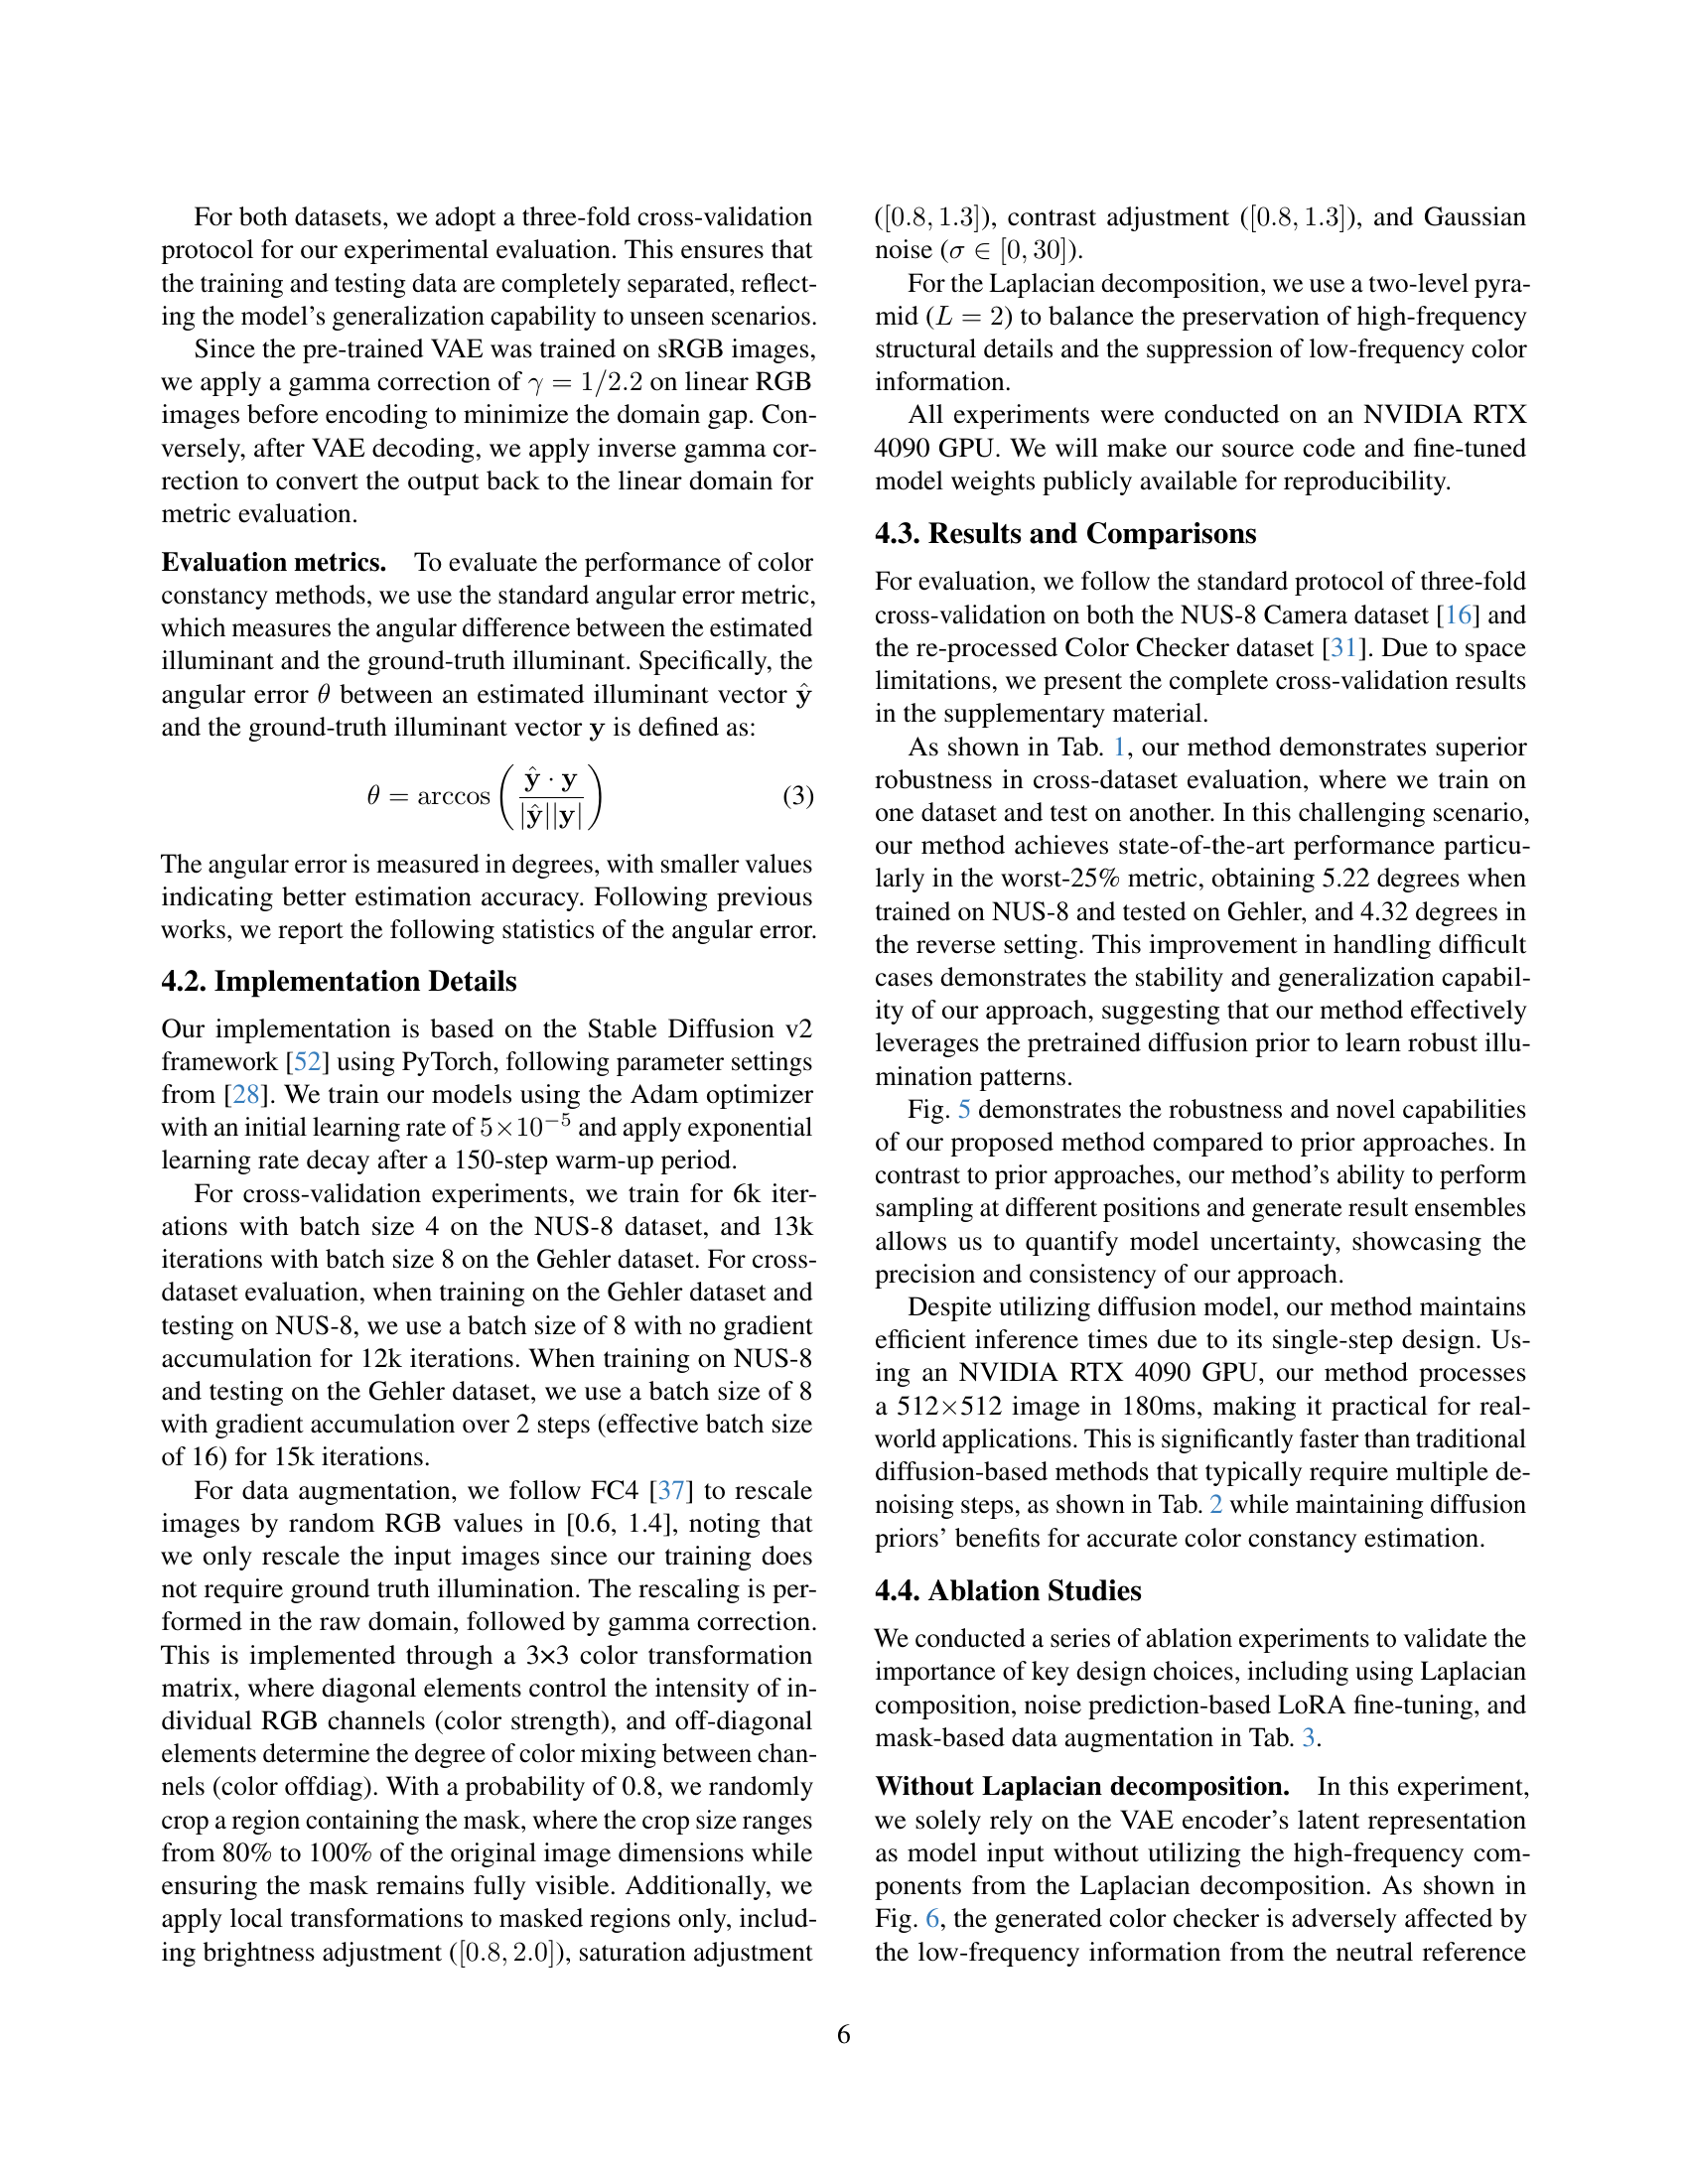 For both datasets, we adopt a three-fold cross-validation
protocol for our experimental evaluation. This ensures that
the training and testing data are completely separated, reflect-
ing the model's generalization capability to unseen scenarios.
Since the pre-trained VAE was trained on sRGB images,
we apply a gamma correction of γ = 1/2.2 on linear RGB
images before encoding to minimize the domain gap. Con-
versely, after VAE decoding, we apply inverse gamma cor-
rection to convert the output back to the linear domain for
metric evaluation.
Evaluation metrics. To evaluate the performance of color
constancy methods, we use the standard angular error metric,
which measures the angular difference between the estimated
illuminant and the ground-truth illuminant. Specifically, the
angular error θ between an estimated illuminant vector ŷ
and the ground-truth illuminant vector y is defined as:
θ = arccos ( ŷ · y / |ŷ||y| ) (3)
The angular error is measured in degrees, with smaller values
indicating better estimation accuracy. Following previous
works, we report the following statistics of the angular error.
4.2. Implementation Details
Our implementation is based on the Stable Diffusion v2
framework [52] using PyTorch, following parameter settings
from [28]. We train our models using the Adam optimizer
with an initial learning rate of 5×10⁻⁵ and apply exponential
learning rate decay after a 150-step warm-up period.
For cross-validation experiments, we train for 6k iter-
ations with batch size 4 on the NUS-8 dataset, and 13k
iterations with batch size 8 on the Gehler dataset. For cross-
dataset evaluation, when training on the Gehler dataset and
testing on NUS-8, we use a batch size of 8 with no gradient
accumulation for 12k iterations. When training on NUS-8
and testing on the Gehler dataset, we use a batch size of 8
with gradient accumulation over 2 steps (effective batch size
of 16) for 15k iterations.
For data augmentation, we follow FC4 [37] to rescale
images by random RGB values in [0.6, 1.4], noting that
we only rescale the input images since our training does
not require ground truth illumination. The rescaling is per-
formed in the raw domain, followed by gamma correction.
This is implemented through a 3×3 color transformation
matrix, where diagonal elements control the intensity of in-
dividual RGB channels (color strength), and off-diagonal
elements determine the degree of color mixing between chan-
nels (color offdiag). With a probability of 0.8, we randomly
crop a region containing the mask, where the crop size ranges
from 80% to 100% of the original image dimensions while
ensuring the mask remains fully visible. Additionally, we
apply local transformations to masked regions only, includ-
ing brightness adjustment ([0.8, 2.0]), saturation adjustment
([0.8, 1.3]), contrast adjustment ([0.8, 1.3]), and Gaussian
noise (σ ∈ [0, 30]).
For the Laplacian decomposition, we use a two-level pyra-
mid (L = 2) to balance the preservation of high-frequency
structural details and the suppression of low-frequency color
information.
All experiments were conducted on an NVIDIA RTX
4090 GPU. We will make our source code and fine-tuned
model weights publicly available for reproducibility.
4.3. Results and Comparisons
For evaluation, we follow the standard protocol of three-fold
cross-validation on both the NUS-8 Camera dataset [16] and
the re-processed Color Checker dataset [31]. Due to space
limitations, we present the complete cross-validation results
in the supplementary material.
As shown in Tab. 1, our method demonstrates superior
robustness in cross-dataset evaluation, where we train on
one dataset and test on another. In this challenging scenario,
our method achieves state-of-the-art performance particu-
larly in the worst-25% metric, obtaining 5.22 degrees when
trained on NUS-8 and tested on Gehler, and 4.32 degrees in
the reverse setting. This improvement in handling difficult
cases demonstrates the stability and generalization capabil-
ity of our approach, suggesting that our method effectively
leverages the pretrained diffusion prior to learn robust illu-
mination patterns.
Fig. 5 demonstrates the robustness and novel capabilities
of our proposed method compared to prior approaches. In
contrast to prior approaches, our method's ability to perform
sampling at different positions and generate result ensembles
allows us to quantify model uncertainty, showcasing the
precision and consistency of our approach.
Despite utilizing diffusion model, our method maintains
efficient inference times due to its single-step design. Us-
ing an NVIDIA RTX 4090 GPU, our method processes
a 512×512 image in 180ms, making it practical for real-
world applications. This is significantly faster than traditional
diffusion-based methods that typically require multiple de-
noising steps, as shown in Tab. 2 while maintaining diffusion
priors' benefits for accurate color constancy estimation.
4.4. Ablation Studies
We conducted a series of ablation experiments to validate the
importance of key design choices, including using Laplacian
composition, noise prediction-based LoRA fine-tuning, and
mask-based data augmentation in Tab. 3.
Without Laplacian decomposition. In this experiment,
we solely rely on the VAE encoder's latent representation
as model input without utilizing the high-frequency com-
ponents from the Laplacian decomposition. As shown in
Fig. 6, the generated color checker is adversely affected by
the low-frequency information from the neutral reference
6